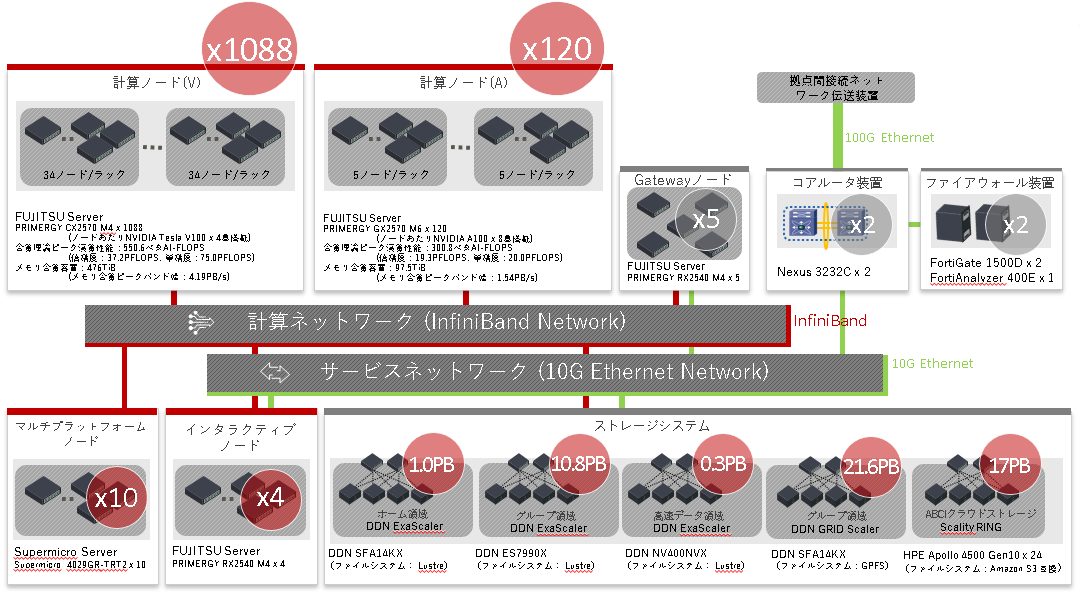 x1088
計算ノード(V)
34ノード/ラック
34ノード/ラック
FUJITSU Server
PRIMERGY CX2570 M4 x 1088
(ノードあたりNVIDIA Tesla V100 x 4基搭載)
合算理論ピーク演算性能：550.6ペタAI-FLOPS
(倍精度：37.2PFLOPS、単精度：75.0PFLOPS)
メモリ合算容量：476TiB
(メモリ合算ピークバンド幅：4.19PB/s)
x120
計算ノード(A)
5ノード/ラック
5ノード/ラック
FUJITSU Server
PRIMERGY GX2570 M6 x 120
(ノードあたりNVIDIA A100 x 8基搭載)
合算理論ピーク演算性能：300.8ペタAI-FLOPS
(倍精度：19.3PFLOPS、単精度：20.0PFLOPS)
メモリ合算容量：97.5TiB
(メモリ合算ピークバンド幅：1.54PB/s)
Gatewayノード
x5
FUJITSU Server
PRIMERGY RX2540 M4 x 5
拠点間接続ネット
ワーク伝送装置
100G Ethernet
コアルータ装置
x2
Nexus 3232C x 2
ファイアウォール装置
x2
FortiGate 1500D x 2
FortiAnalyzer 400E x 1
計算ネットワーク (InfiniBand Network)
InfiniBand
サービスネットワーク (10G Ethernet Network)
10G Ethernet
マルチプラットフォーム
ノード
x10
Supermicro Server
Supermicro 4029GR-TRT2 x 10
インタラクティブ
ノード
x4
FUJITSU Server
PRIMERGY RX2540 M4 x 4
ストレージシステム
1.0PB
ホーム領域
DDN ExaScaler
DDN SFA14KX
(ファイルシステム： Lustre)
10.8PB
グループ領域
DDN ExaScaler
DDN ES7990X
(ファイルシステム： Lustre)
0.3PB
高速データ領域
DDN ExaScaler
DDN NV400NVX
(ファイルシステム： Lustre)
21.6PB
グループ領域
DDN GRID Scaler
DDN SFA14KX
(ファイルシステム：GPFS)
17PB
ABCIクラウドストレージ
Scality RING
HPE Apollo 4500 Gen10 x 24
(ファイルシステム：Amazon S3 互換)